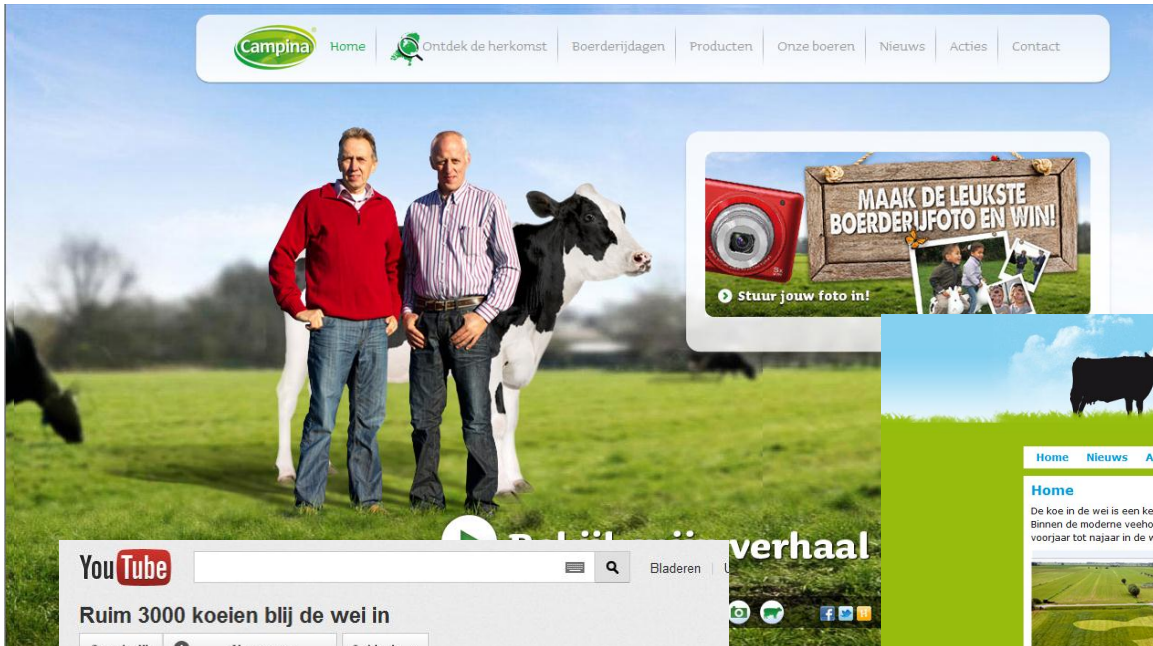 Campina Home Ontdek de herkomst Boerderijdagen Producten Onze boeren Nieuws Acties Contact
MAAK DE LEUKSTE
BOERDERIJFOTO EN WIN!
Stuur jouw foto in!
Home Nieuws A
Home
De koe in de wei is een ke
Binnen de moderne veeho
voorjaar tot najaar in de w
verhaal
YouTube Bladeren
Ruim 3000 koeien blij de wei in